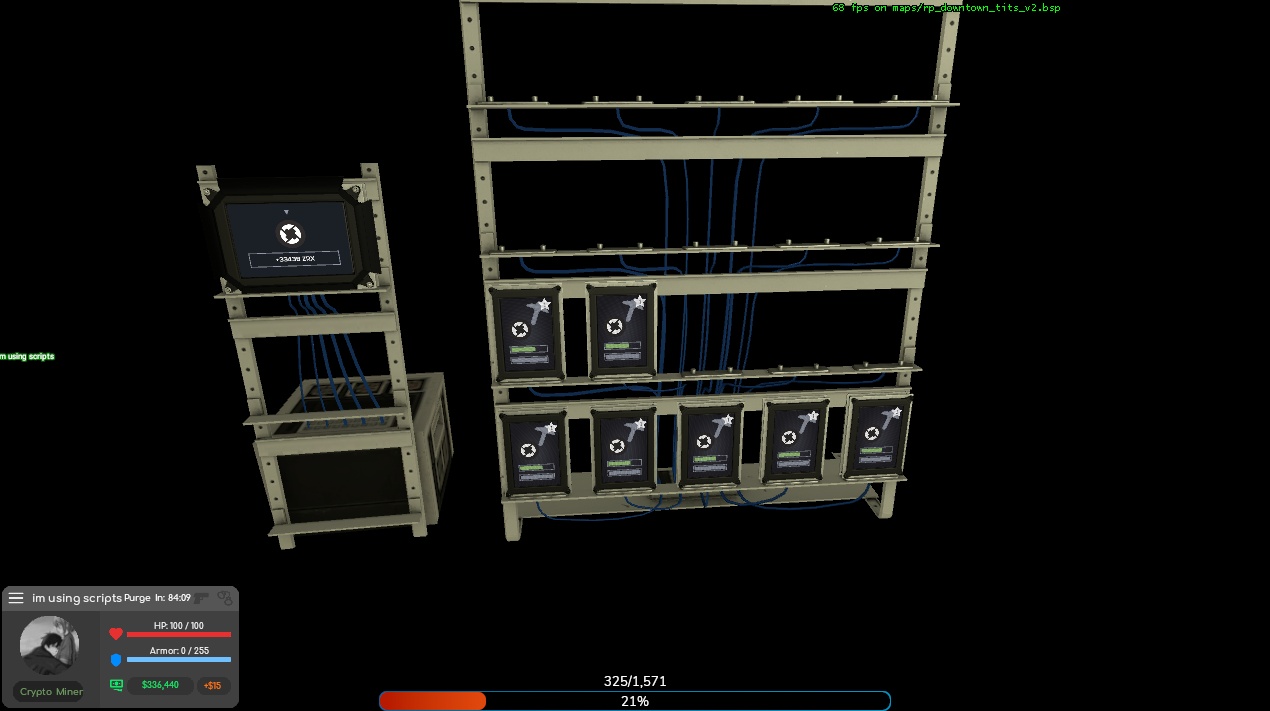 68 fps on maps/rp_downtown_tits_v2.bsp
m using scripts
im using scripts Purge In: 84:09
HP: 100 / 100
Armor: 0 / 255
$336,440 +$15
Crypto Miner
325/1,571
21%